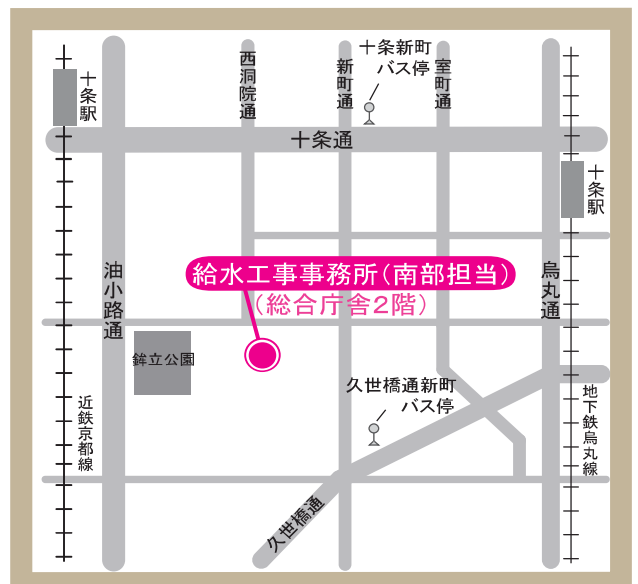 十条新町
バス停
西洞院通
新町通
室町通
十条駅
十条通
十条駅
油小路通
給水工事事務所(南部担当)
(総合庁舎2階)
烏丸通
鉾立公園
久世橋通新町
バス停
近鉄京都線
地下鉄烏丸線
久世橋通